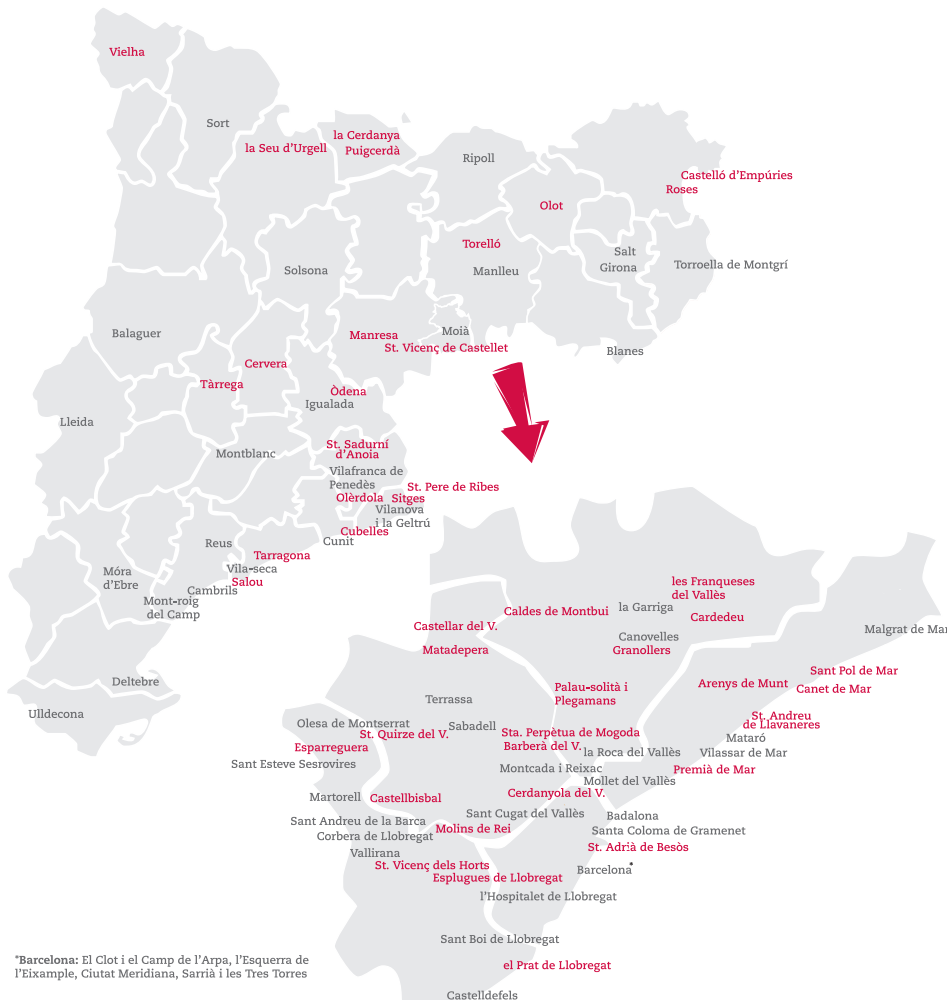 Vielha
Sort
la Seu d'Urgell
la Cerdanya
Puigcerdà
Ripoll
Castelló d'Empúries
Roses
Olot
Torelló
Manlleu
Salt
Girona
Torroella de Montgrí
Solsona
Balaguer
Manresa
Moià
St. Vicenç de Castellet
Blanes
Cervera
Tàrrega
Òdena
Igualada
Lleida
Montblanc
St. Sadurní
d'Anoia
Vilafranca de
Penedès
St. Pere de Ribes
Olèrdola
Sitges
Vilanova
i la Geltrú
Cubelles
Cunit
Reus
Tarragona
Vila-seca
Salou
Cambrils
Móra
d'Ebre
Mont-roig
del Camp
Deltebre
Ulldecona
les Franqueses
del Vallès
Caldes de Montbui
la Garriga
Cardedeu
Castellar del V.
Canovelles
Malgrat de Mar
Matadepera
Granollers
Sant Pol de Mar
Arenys de Munt
Canet de Mar
Palau-solità i
Plegamans
Terrassa
St. Andreu
de Llavaneres
Olesa de Montserrat
Sabadell
St. Quirze del V.
Sta. Perpètua de Mogoda
Mataró
Esparreguera
Barberà del V.
la Roca del Vallès
Vilassar de Mar
Sant Esteve Sesrovires
Montcada i Reixac
Premià de Mar
Mollet del Vallès
Martorell
Castellbisbal
Cerdanyola del V.
Sant Cugat del Vallès
Badalona
Sant Andreu de la Barca
Molins de Rei
Santa Coloma de Gramenet
Corbera de Llobregat
St. Adrià de Besòs
Vallirana
St. Vicenç dels Horts
Barcelona*
Esplugues de Llobregat
l'Hospitalet de Llobregat
Sant Boi de Llobregat
el Prat de Llobregat
Castelldefels
*Barcelona: El Clot i el Camp de l'Arpa, l'Esquerra de
l'Eixample, Ciutat Meridiana, Sarrià i les Tres Torres